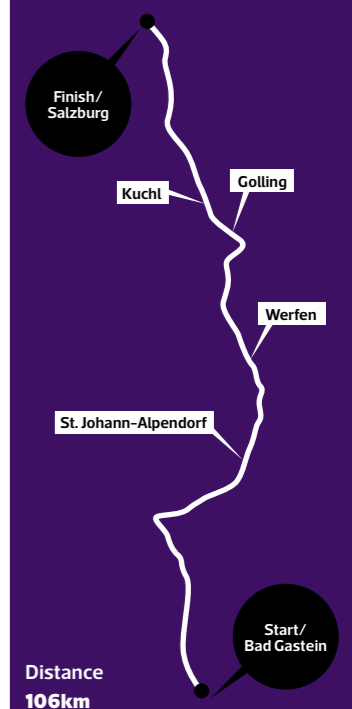 Finish/
Salzburg
Kuchl
Golling
Werfen
St. Johann-Alpendorf
Start/
Bad Gastein
Distance
106km